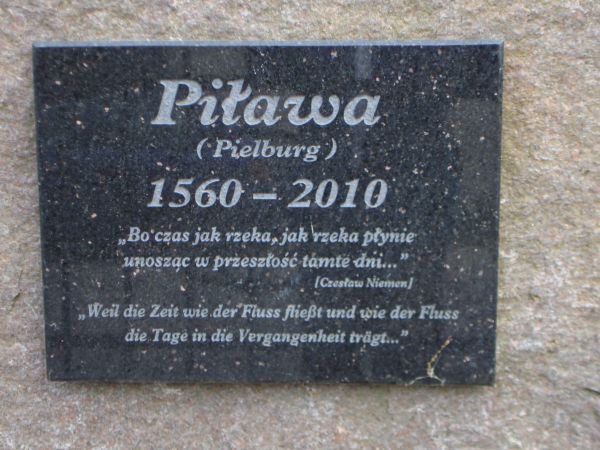 Piława
( Pielburg )
1560 – 2010
„Bo czas jak rzeka, jak rzeka płynie
unosząc w przeszłość tamte dni...”
[Czesław Niemen]
„Weil die Zeit wie der Fluss fließt und wie der Fluss
die Tage in die Vergangenheit trägt...”